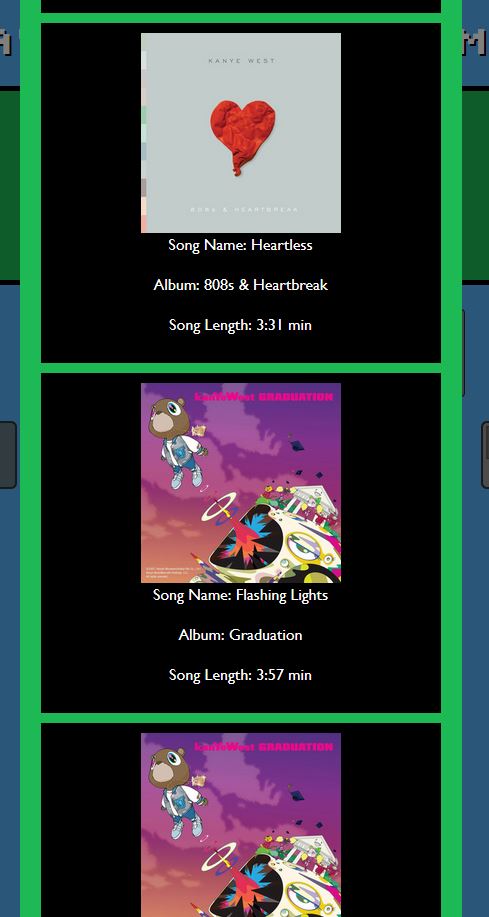 KANYE WEST
808s & HEARTBREAK
Song Name: Heartless
Album: 808s & Heartbreak
Song Length: 3:31 min
KanYeWest GRADUATION
Song Name: Flashing Lights
Album: Graduation
Song Length: 3:57 min
KanYeWest GRADUATION